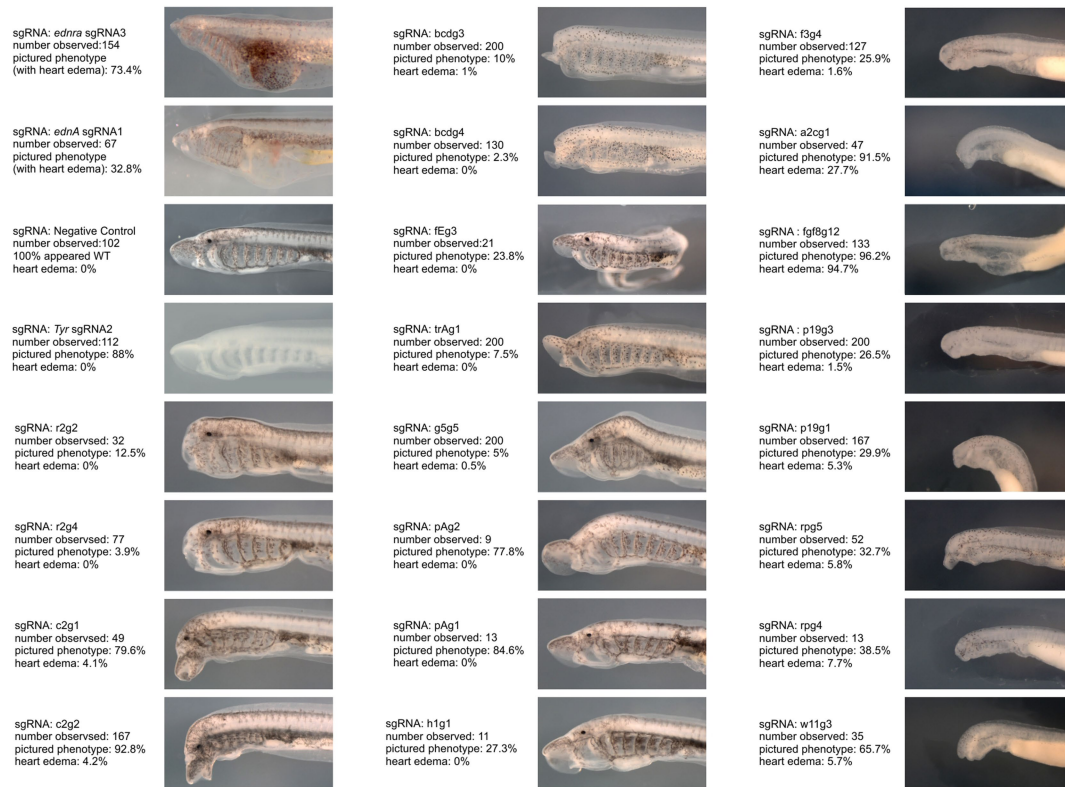 sgRNA: ednra sgRNA3
number observed:154
pictured phenotype
(with heart edema): 73.4%
sgRNA: ednA sgRNA1
number observed: 67
pictured phenotype
(with heart edema): 32.8%
sgRNA: Negative Control
number observed:102
100% appeared WT
heart edema: 0%
sgRNA: Tyr sgRNA2
number observed:112
pictured phenotype: 88%
heart edema: 0%
sgRNA: r2g2
number obsersved: 32
pictured phenotype: 12.5%
heart edema: 0%
sgRNA: r2g4
number obsersved: 77
pictured phenotype: 3.9%
heart edema: 0%
sgRNA: c2g1
number obsersved: 49
pictured phenotype: 79.6%
heart edema: 4.1%
sgRNA: c2g2
number obsersved: 167
pictured phenotype: 92.8%
heart edema: 4.2%
sgRNA: bcdg3
number observed: 200
pictured phenotype: 10%
heart edema: 1%
sgRNA: bcdg4
number observed: 130
pictured phenotype: 2.3%
heart edema: 0%
sgRNA: fEg3
number observed:21
pictured phenotype: 23.8%
heart edema: 0%
sgRNA: trAg1
number observed: 200
pictured phenotype: 7.5%
heart edema: 0%
sgRNA: g5g5
number observed: 200
pictured phenotype: 5%
heart edema: 0.5%
sgRNA: pAg2
number observed: 9
pictured phenotype: 77.8%
heart edema: 0%
sgRNA: pAg1
number observed: 13
pictured phenotype: 84.6%
heart edema: 0%
sgRNA: h1g1
number observed: 11
pictured phenotype: 27.3%
heart edema: 0%
sgRNA: f3g4
number observed:127
pictured phenotype: 25.9%
heart edema: 1.6%
sgRNA: a2cg1
number observed: 47
pictured phenotype: 91.5%
heart edema: 27.7%
sgRNA : fgf8g12
number observed: 133
pictured phenotype: 96.2%
heart edema: 94.7%
sgRNA : p19g3
number observed: 200
pictured phenotype: 26.5%
heart edema: 1.5%
sgRNA: p19g1
number observed: 167
pictured phenotype: 29.9%
heart edema: 5.3%
sgRNA: rpg5
number observed: 52
pictured phenotype: 32.7%
heart edema: 5.8%
sgRNA: rpg4
number observed: 13
pictured phenotype: 38.5%
heart edema: 7.7%
sgRNA: w11g3
number observed: 35
pictured phenotype: 65.7%
heart edema: 5.7%